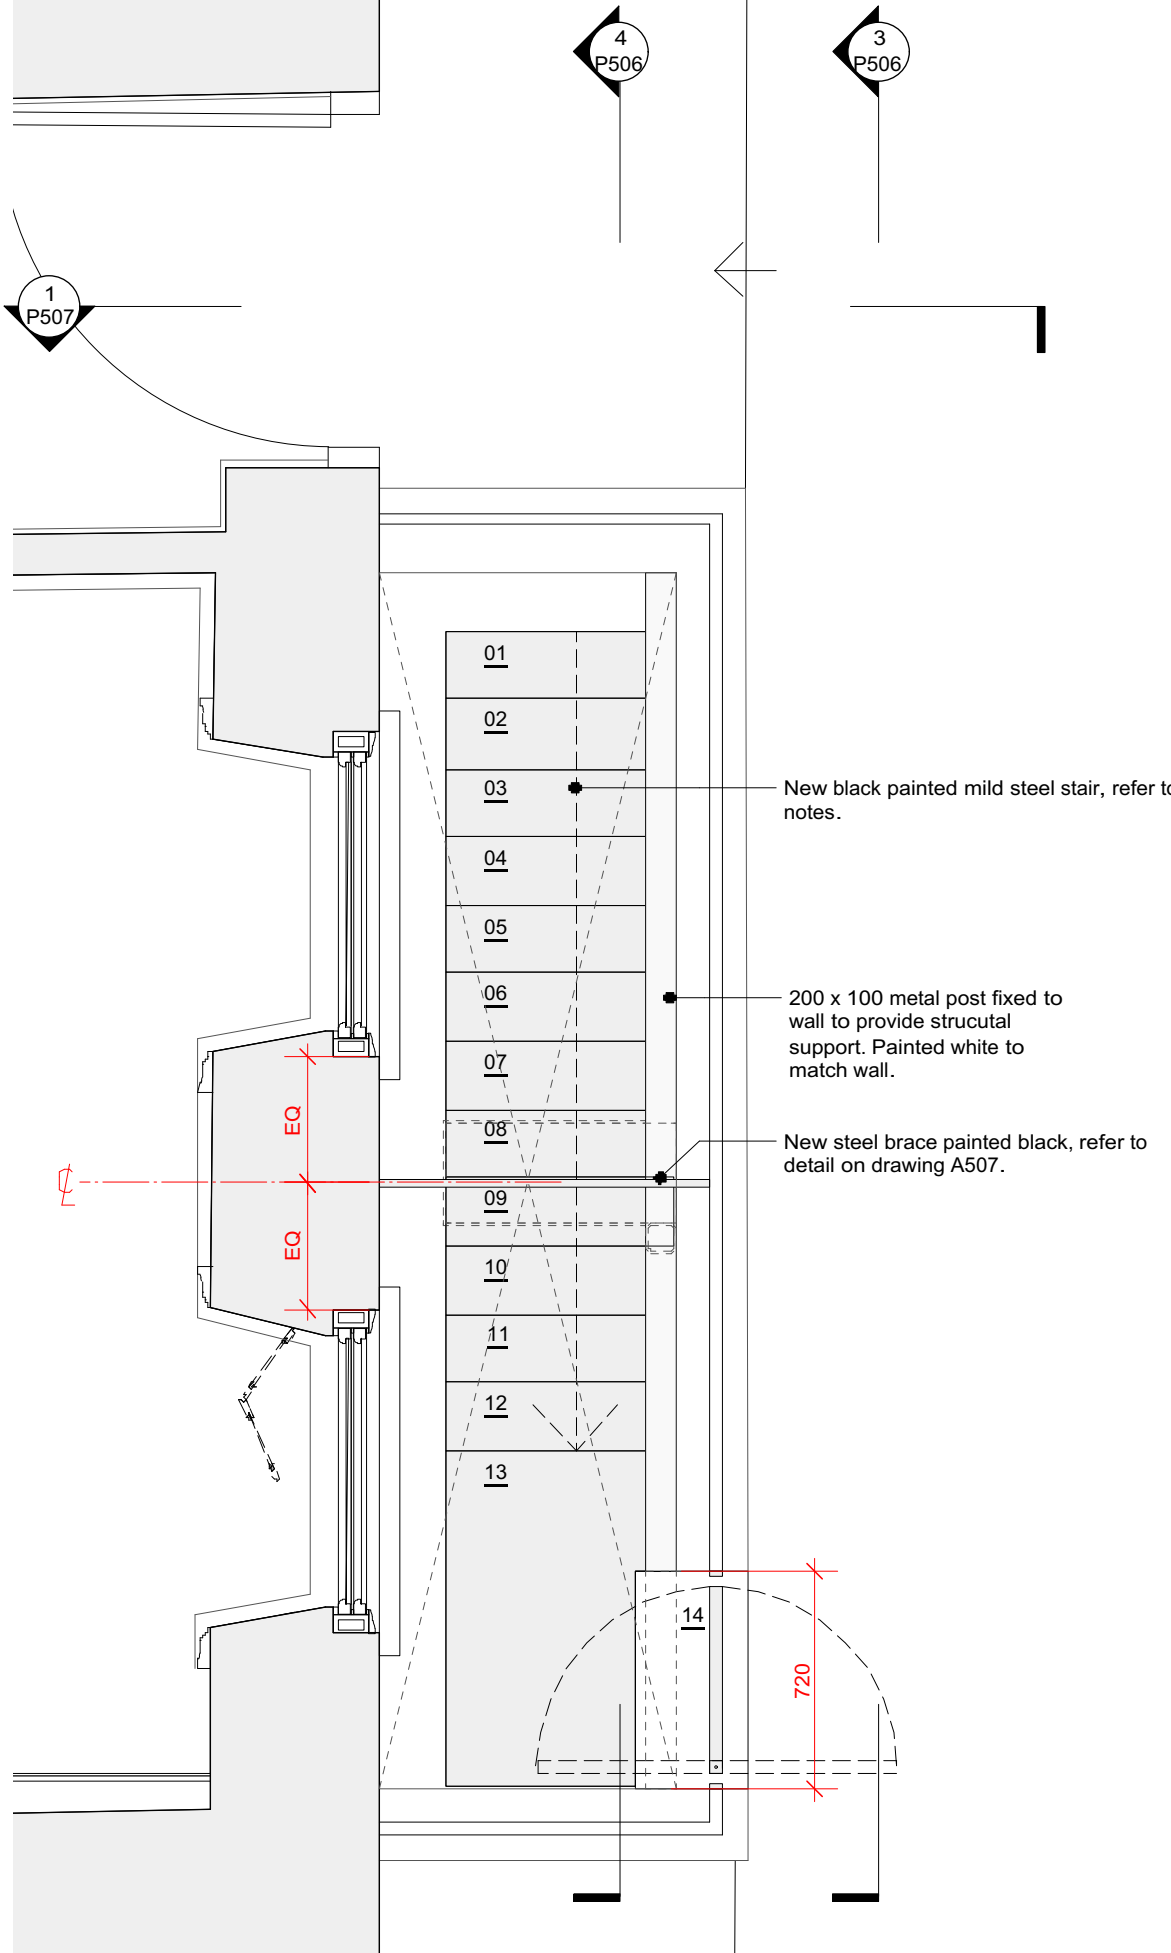 4
P506
3
P506
1
P507
01
02
03
New black painted mild steel stair, refer to
notes.
04
05
06
200 x 100 metal post fixed to
wall to provide strucutal
support. Painted white to
match wall.
07
EQ
08
New steel brace painted black, refer to
detail on drawing A507.
09
EQ
10
11
12
13
14
720